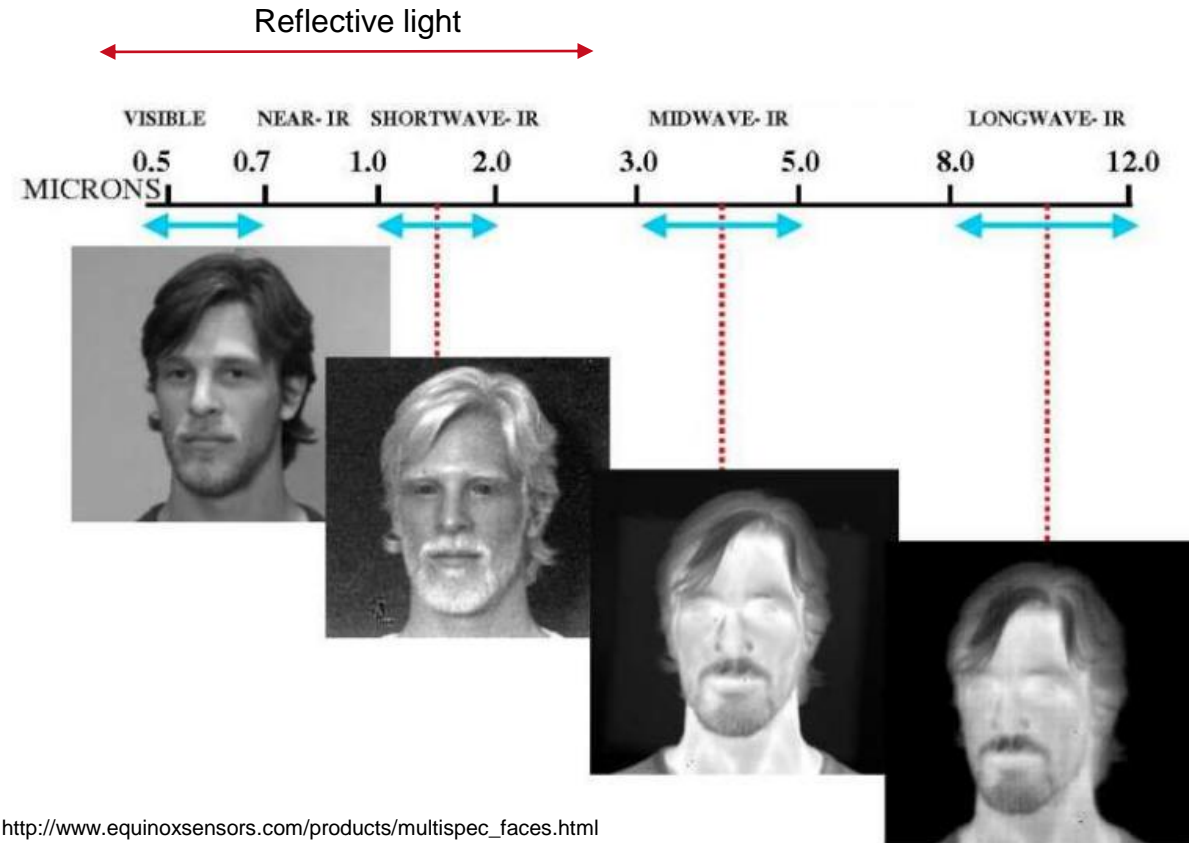 Reflective light
VISIBLE NEAR- IR SHORTWAVE- IR MIDWAVE- IR LONGWAVE- IR
0.5 0.7 1.0 2.0 3.0 5.0 8.0 12.0
MICRONS
http://www.equinoxsensors.com/products/multispec_faces.html